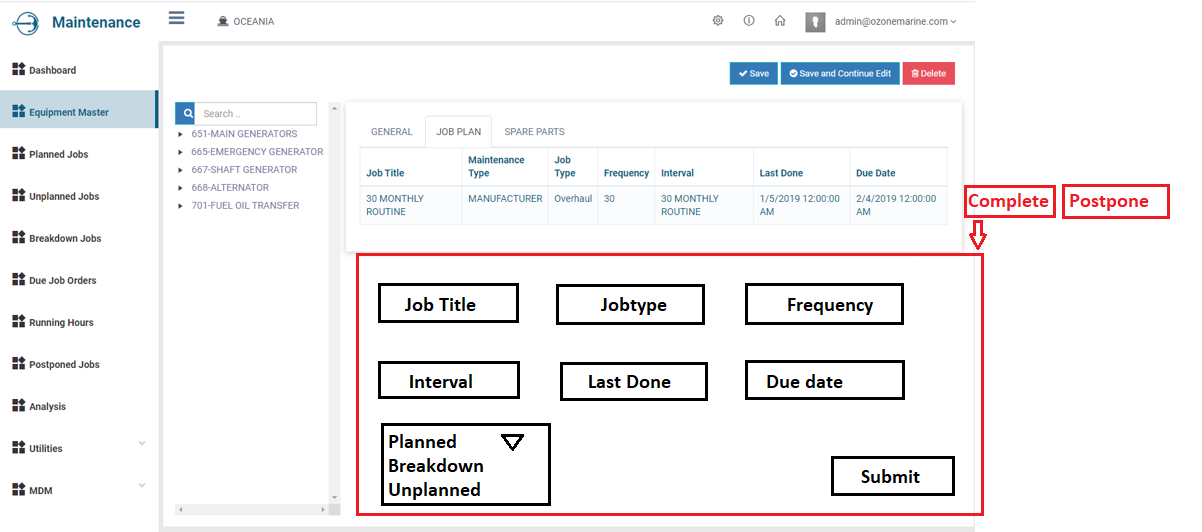 Maintenance
OCEANIA
admin@ozonemarine.com
Dashboard
Equipment Master
Planned Jobs
Unplanned Jobs
Breakdown Jobs
Due Job Orders
Running Hours
Postponed Jobs
Analysis
Utilities
MDM
Save
Save and Continue Edit
Delete
Search ..
651-MAIN GENERATORS
665-EMERGENCY GENERATOR
667-SHAFT GENERATOR
668-ALTERNATOR
701-FUEL OIL TRANSFER
GENERAL
JOB PLAN
SPARE PARTS
Job Title
Maintenance
Type
Job
Type
Frequency
Interval
Last Done
Due Date
30 MONTHLY
ROUTINE
MANUFACTURER
Overhaul
30
30 MONTHLY
ROUTINE
1/5/2019 12:00:00
AM
2/4/2019 12:00:00
AM
Complete
Postpone
Job Title
Jobtype
Frequency
Interval
Last Done
Due date
Planned
Breakdown
Unplanned
Submit